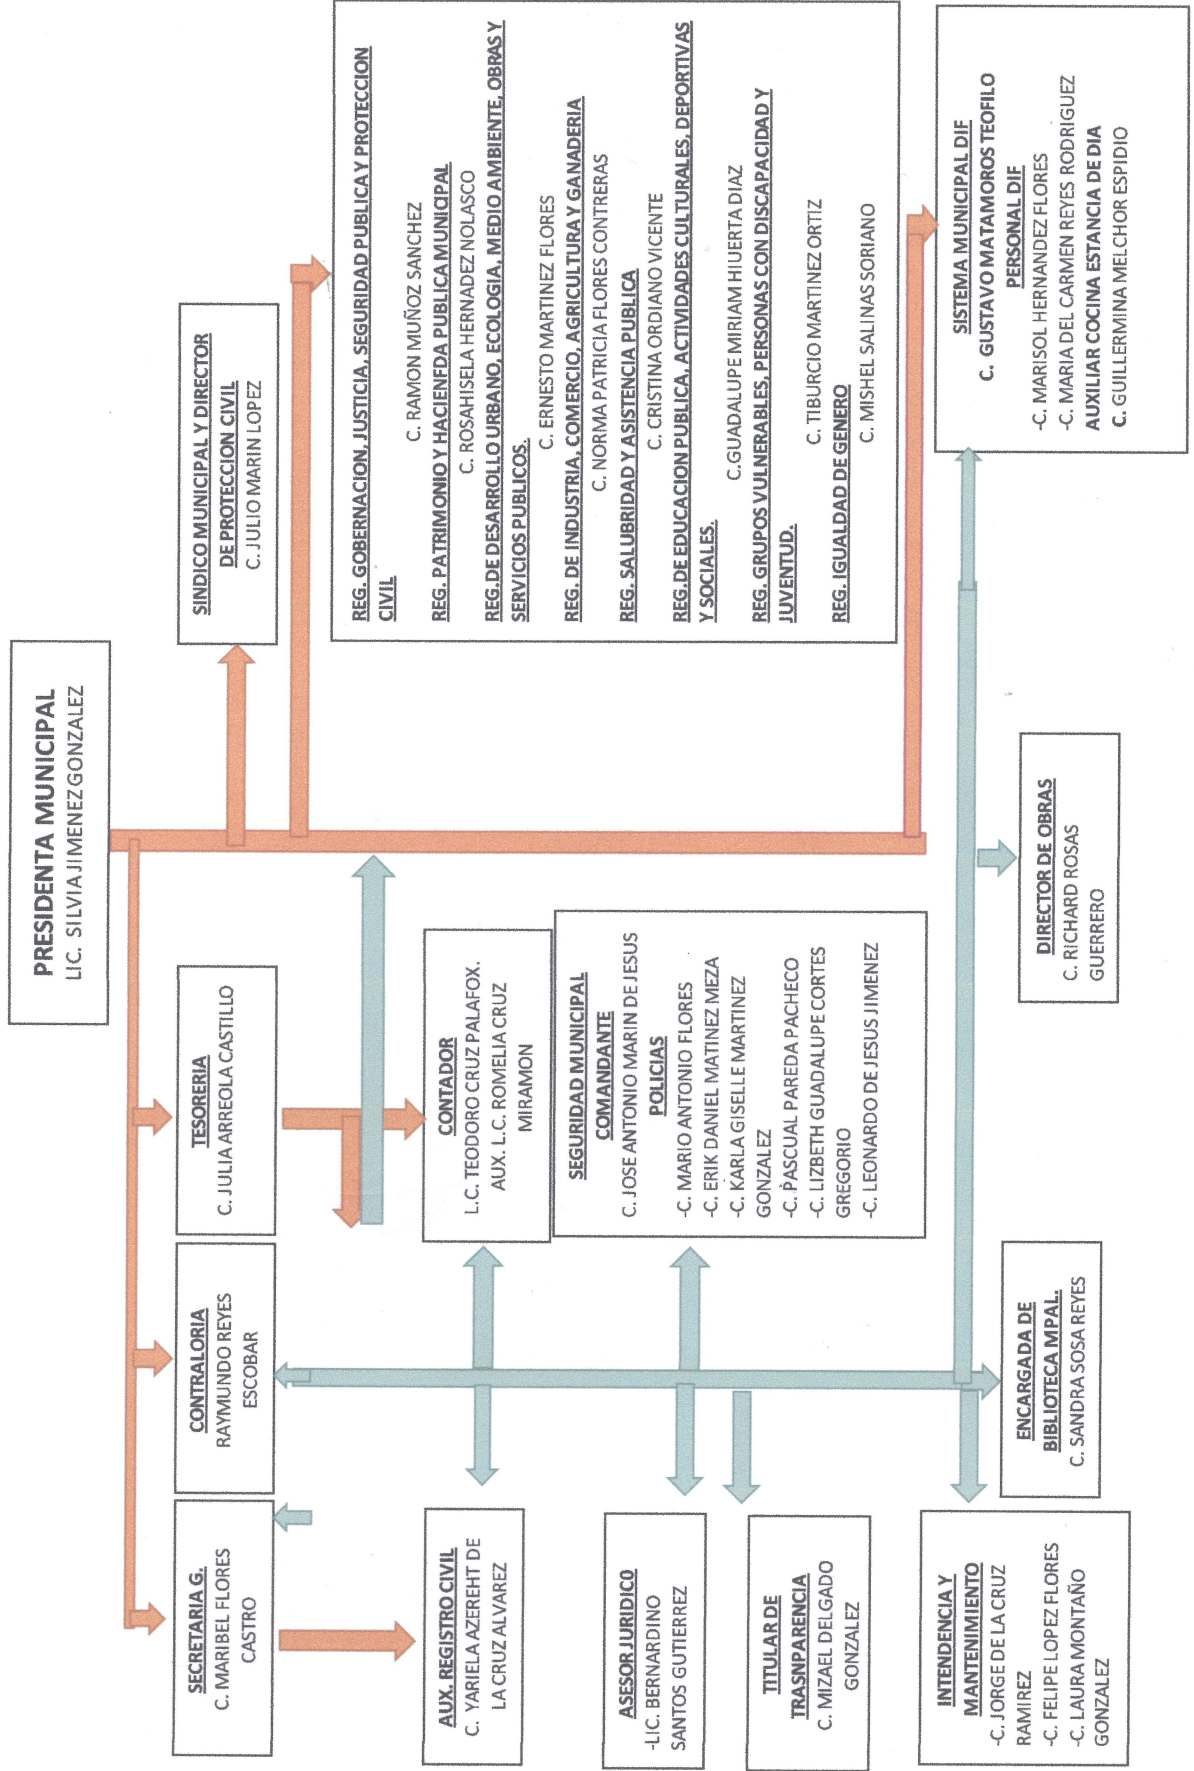 PRESIDENTA MUNICIPAL
LIC. SILVIA JIMENEZ GONZALEZ
SINDICO MUNICIPAL Y DIRECTOR
DE PROTECCION CIVIL
C. JULIO MARIN LOPEZ
SECRETARIA G.
C. MARIBEL FLORES
CASTRO
CONTRALORIA
RAYMUNDO REYES
ESCOBAR
TESORERIA
C. JULIA ARREOLA CASTILLO
REG. GOBERNACION, JUSTICIA, SEGURIDAD PUBLICA Y PROTECCION
CIVIL
C. RAMON MUÑOZ SANCHEZ
REG. PATRIMONIO Y HACIENFDA PUBLICA MUNICIPAL
C. ROSAHISELA HERNADEZ NOLASCO
REG.DE DESARROLLO URBANO, ECOLOGIA, MEDIO AMBIENTE, OBRAS Y
SERVICIOS PUBLICOS.
C. ERNESTO MARTINEZ FLORES
REG. DE INDUSTRIA, COMERCIO, AGRICULTURA Y GANADERIA
C. NORMA PATRICIA FLORES CONTRERAS
REG. SALUBRIDAD Y ASISTENCIA PUBLICA
C. CRISTINA ORDIANO VICENTE
REG.DE EDUCACION PUBLICA, ACTIVIDADES CULTURALES, DEPORTIVAS
Y SOCIALES.
C.GUADALUPE MIRIAM HIUERTA DIAZ
REG. GRUPOS VULNERABLES, PERSONAS CON DISCAPACIDAD Y
JUVENTUD.
C. TIBURCIO MARTINEZ ORTIZ
REG. IGUALDAD DE GENERO
C. MISHEL SALINAS SORIANO
AUX. REGISTRO CIVIL
C. YARIELA AZEREHT DE
LA CRUZ ALVAREZ
CONTADOR
L.C. TEODORO CRUZ PALAFOX.
AUX. L.C. ROMELIA CRUZ
MIRAMON
SEGURIDAD MUNICIPAL
COMANDANTE
C. JOSE ANTONIO MARIN DE JESUS
POLICIAS
-C. MARIO ANTONIO FLORES
-C. ERIK DANIEL MATINEZ MEZA
-C. KARLA GISELLE MARTINEZ
GONZALEZ
-C. PASCUAL PAREDA PACHECO
-C. LIZBETH GUADALUPE CORTES
GREGORIO
-C. LEONARDO DE JESUS JIMENEZ
ASESOR JURIDICO
-LIC. BERNARDINO
SANTOS GUTIERREZ
TITULAR DE
TRASNPARENCIA
C. MIZAEL DELGADO
GONZALEZ
INTENDENCIA Y
MANTENIMIENTO
-C. JORGE DE LA CRUZ
RAMIREZ
-C. FELIPE LOPEZ FLORES
-C. LAURA MONTAÑO
GONZALEZ
ENCARGADA DE
BIBLIOTECA MPAL.
C. SANDRA SOSA REYES
DIRECTOR DE OBRAS
C. RICHARD ROSAS
GUERRERO
SISTEMA MUNICIPAL DIF
C. GUSTAVO MATAMOROS TEOFILO
PERSONAL DIF
-C. MARISOL HERNANDEZ FLORES
-C. MARIA DEL CARMEN REYES RODRIGUEZ
AUXILIAR COCINA ESTANCIA DE DIA
C. GUILLERMINA MELCHOR ESPIDIO